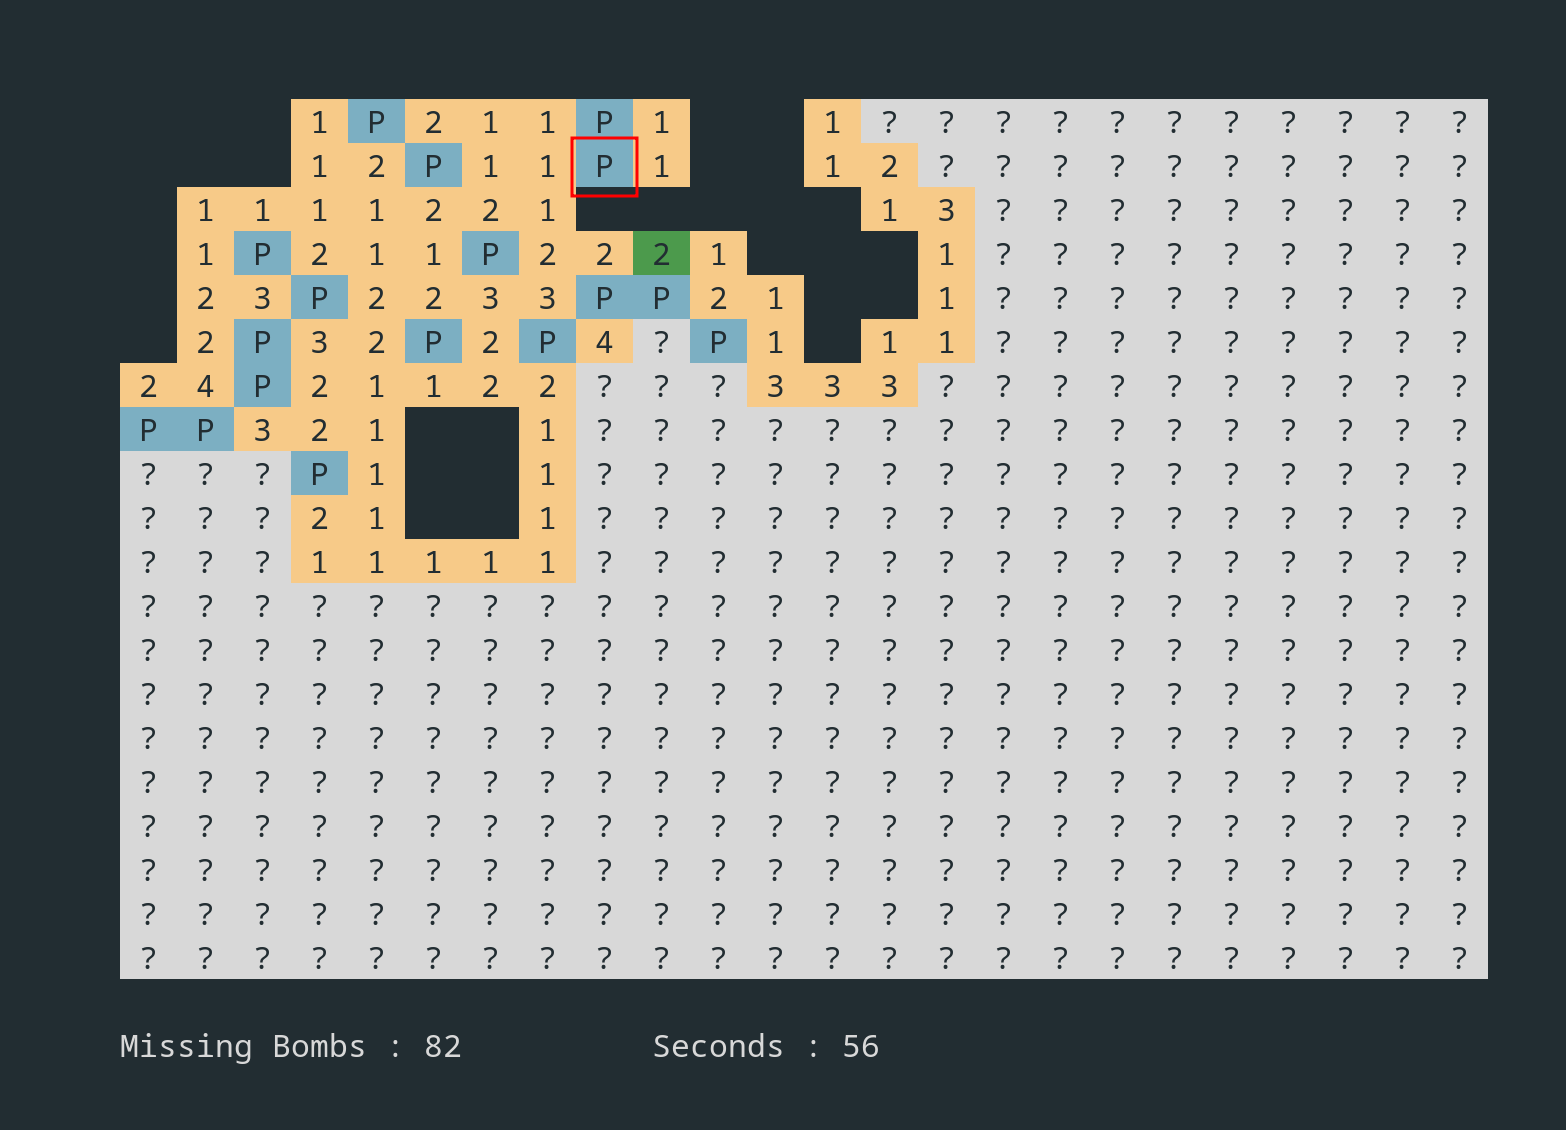 1 P 2 1 1 P 1 1 ? ? ? ? ? ? ? ? ? ? ?
1 2 P 1 1 P 1 1 2 ? ? ? ? ? ? ? ? ? ?
1 1 1 1 2 2 1 1 3 ? ? ? ? ? ? ? ? ?
1 P 2 1 1 P 2 2 2 1 1 ? ? ? ? ? ? ? ? ?
2 3 P 2 2 3 3 P P 2 1 1 ? ? ? ? ? ? ? ? ?
2 P 3 2 P 2 P 4 ? P 1 1 1 ? ? ? ? ? ? ? ? ?
2 4 P 2 1 1 2 2 ? ? ? 3 3 3 ? ? ? ? ? ? ? ? ? ?
P P 3 2 1 1 ? ? ? ? ? ? ? ? ? ? ? ? ? ? ? ?
? ? ? P 1 1 ? ? ? ? ? ? ? ? ? ? ? ? ? ? ? ?
? ? ? 2 1 1 ? ? ? ? ? ? ? ? ? ? ? ? ? ? ? ?
? ? ? 1 1 1 1 1 ? ? ? ? ? ? ? ? ? ? ? ? ? ? ? ?
? ? ? ? ? ? ? ? ? ? ? ? ? ? ? ? ? ? ? ? ? ? ? ?
? ? ? ? ? ? ? ? ? ? ? ? ? ? ? ? ? ? ? ? ? ? ? ?
? ? ? ? ? ? ? ? ? ? ? ? ? ? ? ? ? ? ? ? ? ? ? ?
? ? ? ? ? ? ? ? ? ? ? ? ? ? ? ? ? ? ? ? ? ? ? ?
? ? ? ? ? ? ? ? ? ? ? ? ? ? ? ? ? ? ? ? ? ? ? ?
? ? ? ? ? ? ? ? ? ? ? ? ? ? ? ? ? ? ? ? ? ? ? ?
? ? ? ? ? ? ? ? ? ? ? ? ? ? ? ? ? ? ? ? ? ? ? ?
? ? ? ? ? ? ? ? ? ? ? ? ? ? ? ? ? ? ? ? ? ? ? ?
? ? ? ? ? ? ? ? ? ? ? ? ? ? ? ? ? ? ? ? ? ? ? ?
Missing Bombs : 82 Seconds : 56